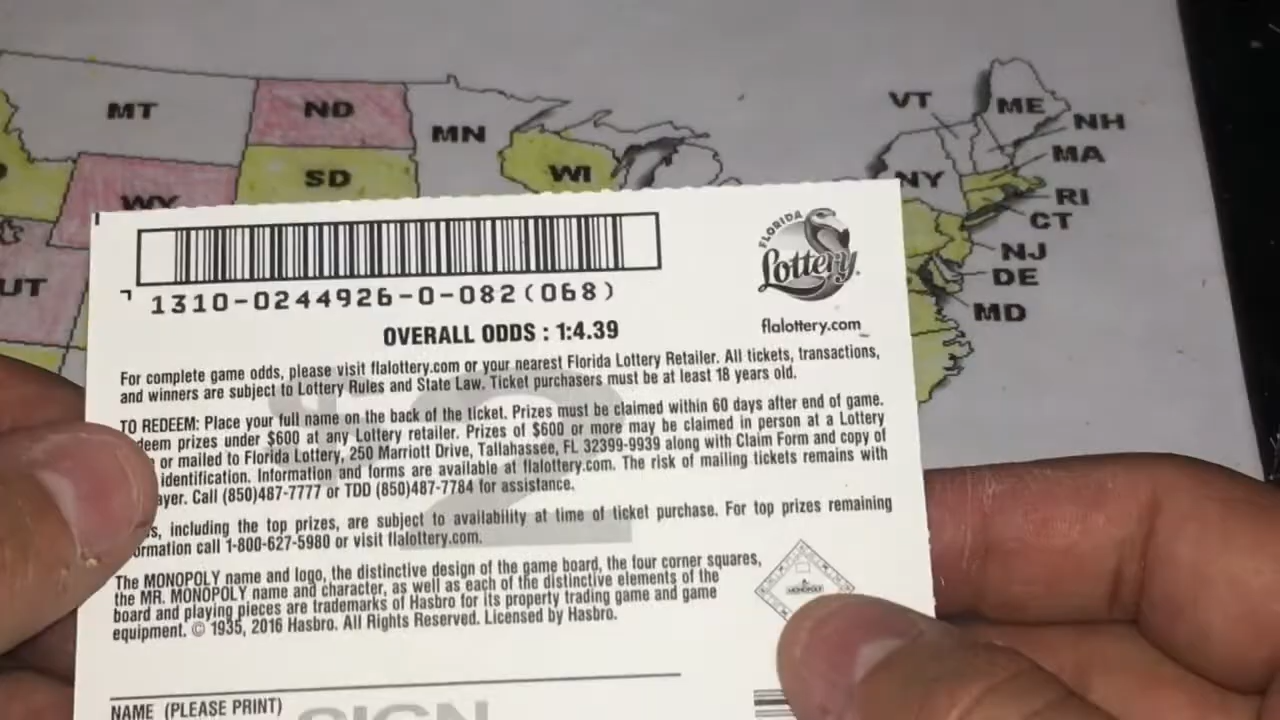 MT
ND
MN
SD
WI
WY
UT
VT
ME
NH
MA
NY
RI
CT
NJ
DE
MD
1310-0244926-0-082(068)
FLORIDA
Lottery
flalottery.com
OVERALL ODDS : 1:4.39
For complete game odds, please visit flalottery.com or your nearest Florida Lottery Retailer. All tickets, transactions,
and winners are subject to Lottery Rules and State Law. Ticket purchasers must be at least 18 years old.
TO REDEEM: Place your full name on the back of the ticket. Prizes must be claimed within 60 days after end of game.
deem prizes under $600 at any Lottery retailer. Prizes of $600 or more may be claimed in person at a Lottery
or mailed to Florida Lottery, 250 Marriott Drive, Tallahassee, FL 32399-9939 along with Claim Form and copy of
identification. Information and forms are available at flalottery.com. The risk of mailing tickets remains with
ayer. Call (850)487-7777 or TDD (850)487-7784 for assistance.
s, including the top prizes, are subject to availability at time of ticket purchase. For top prizes remaining
ormation call 1-800-627-5980 or visit flalottery.com.
$2
The MONOPOLY name and logo, the distinctive design of the game board, the four corner squares,
the MR. MONOPOLY name and character, as well as each of the distinctive elements of the
board and playing pieces are trademarks of Hasbro for its property trading game and game
equipment. © 1935, 2016 Hasbro. All Rights Reserved. Licensed by Hasbro.
MONOPOLY
NAME (PLEASE PRINT)
SIGN